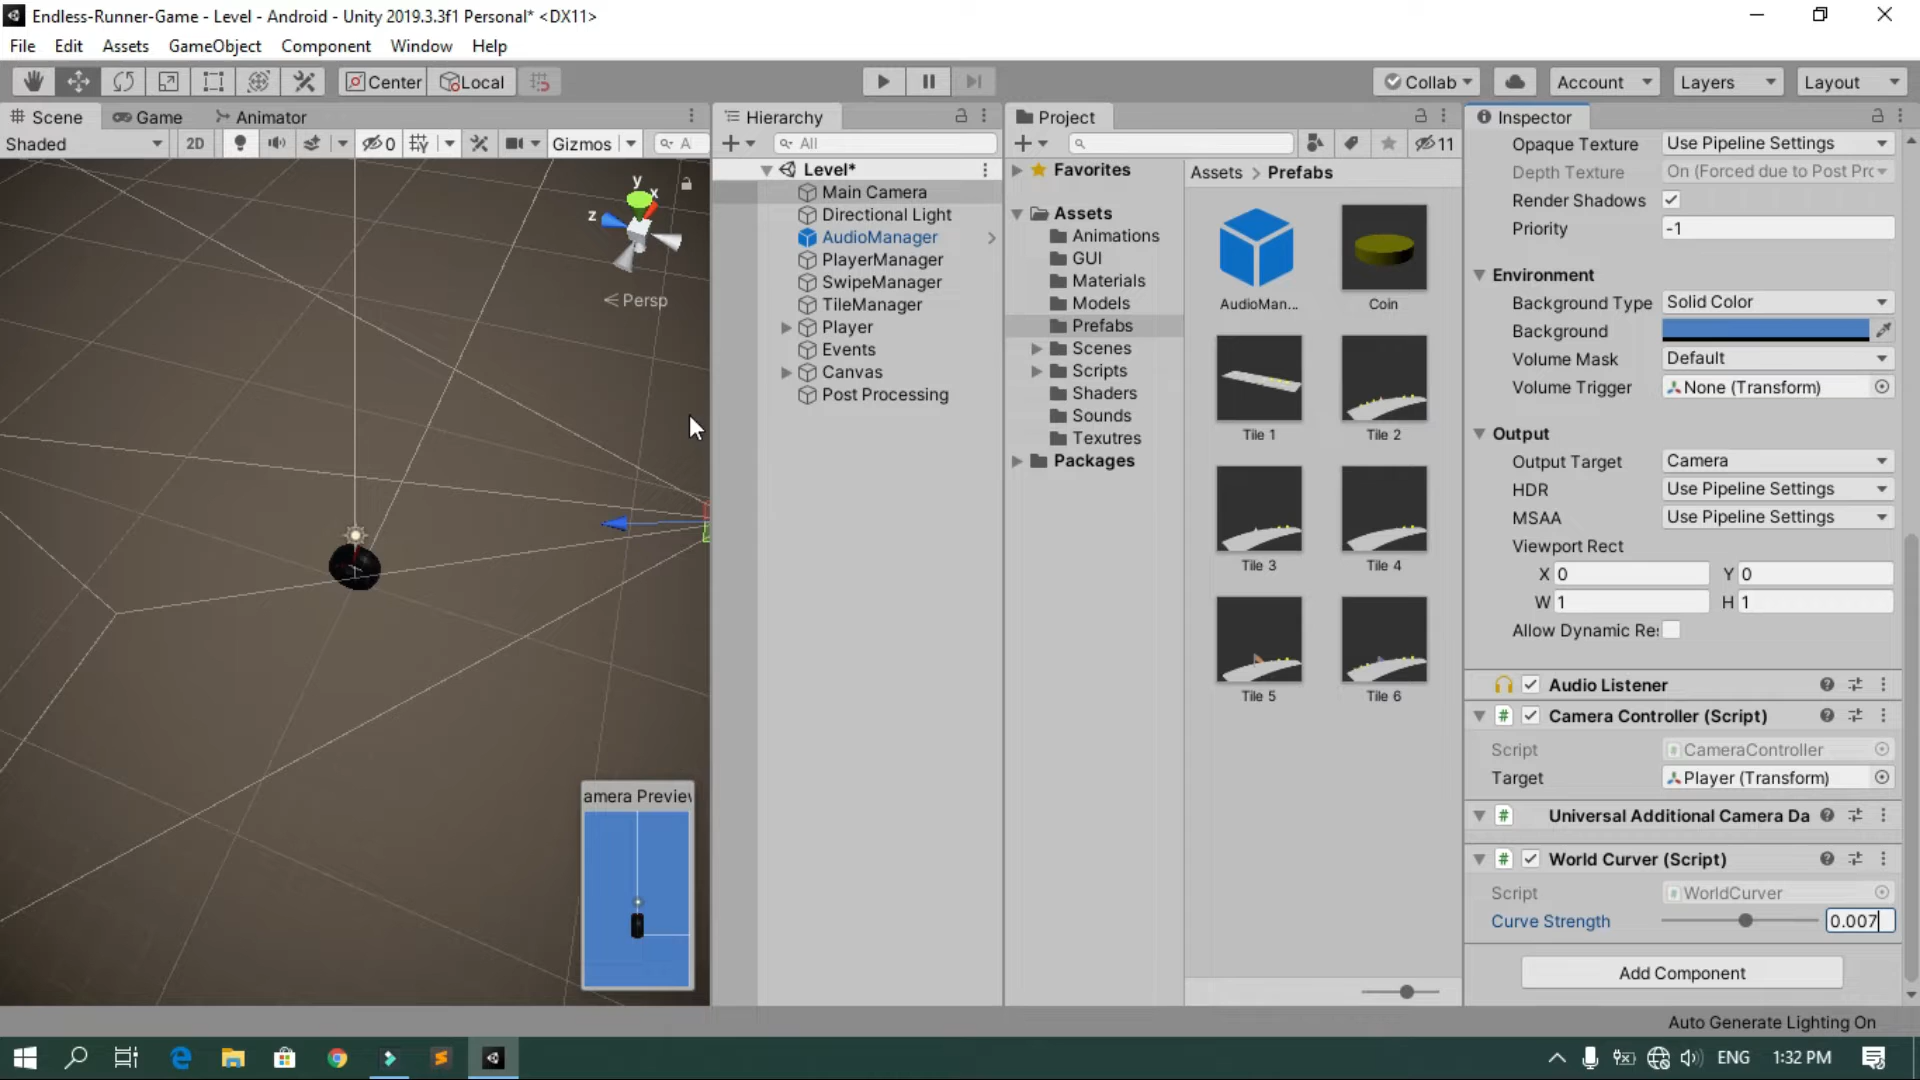 Endless-Runner-Game - Level - Android - Unity 2019.3.3f1 Personal* <DX11>
File Edit Assets GameObject Component Window Help
Center Local Collab Account Layers Layout
Scene Game Animator
Shaded 2D 0 Gizmos A
y
x
z
Persp
amera Preview
Hierarchy
All
Level*
Main Camera
Directional Light
AudioManager
PlayerManager
SwipeManager
TileManager
Player
Events
Canvas
Post Processing
Project
11
Favorites
Assets
Animations
GUI
Materials
Models
Prefabs
Scenes
Scripts
Shaders
Sounds
Texutres
Packages
Assets > Prefabs
AudioMan... Coin
Tile 1 Tile 2
Tile 3 Tile 4
Tile 5 Tile 6
Inspector
Opaque Texture Use Pipeline Settings
Depth Texture On (Forced due to Post Prc
Render Shadows
Priority -1
Environment
Background Type Solid Color
Background
Volume Mask Default
Volume Trigger None (Transform)
Output
Output Target Camera
HDR Use Pipeline Settings
MSAA Use Pipeline Settings
Viewport Rect
X 0 Y 0
W 1 H 1
Allow Dynamic Re
Audio Listener
Camera Controller (Script)
Script CameraController
Target Player (Transform)
Universal Additional Camera Da
World Curver (Script)
Script WorldCurver
Curve Strength 0.007
Add Component
Auto Generate Lighting On
ENG 1:32 PM